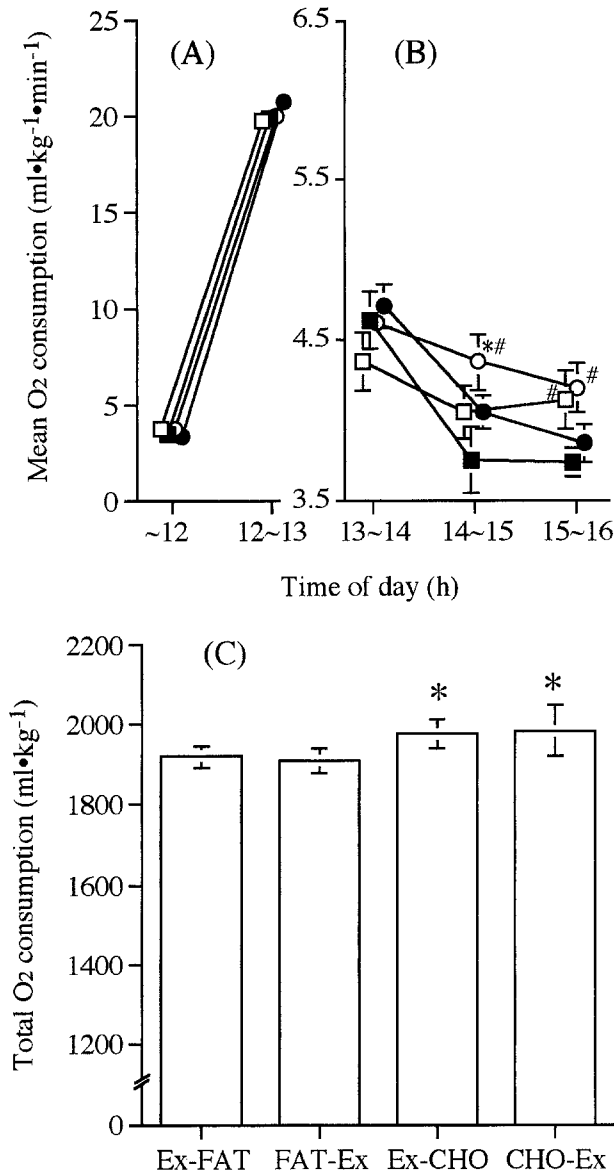 (A)
(B)
Mean O2 consumption (ml•kg-1•min-1)
25
20
15
10
5
0
6.5
5.5
4.5
3.5
*#
#
#
~12
12~13
13~14
14~15
15~16
Time of day (h)
(C)
Total O2 consumption (ml•kg-1)
2200
2000
1800
1600
1400
1200
0
*
*
Ex-FAT
FAT-Ex
Ex-CHO
CHO-Ex